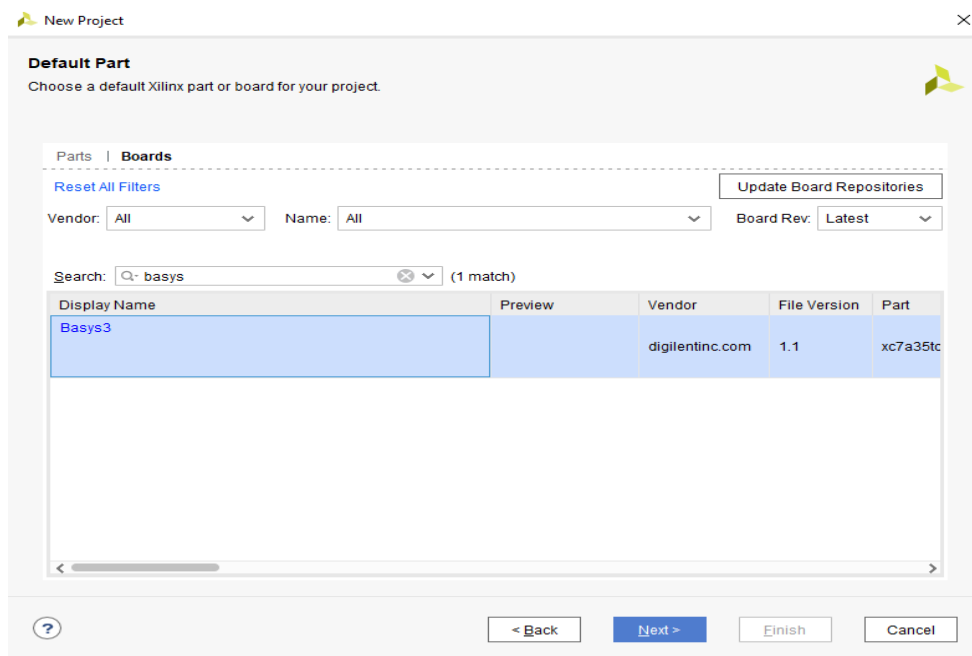 New Project
Default Part
Choose a default Xilinx part or board for your project.
Parts | Boards
Reset All Filters Update Board Repositories
Vendor: All Name: All Board Rev: Latest
Search: basys (1 match)
Display Name Preview Vendor File Version Part
Basys3
digilentinc.com 1.1 xc7a35tc
? < Back Next > Finish Cancel